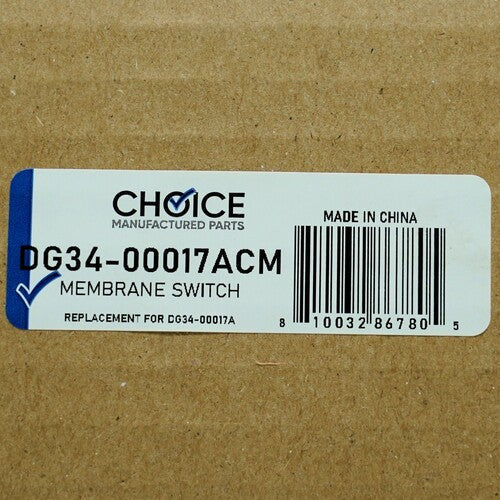 CHOICE
MANUFACTURED PARTS
DG34-00017ACM
MEMBRANE SWITCH
REPLACEMENT FOR DG34-00017A
MADE IN CHINA
8 10032 86780 5